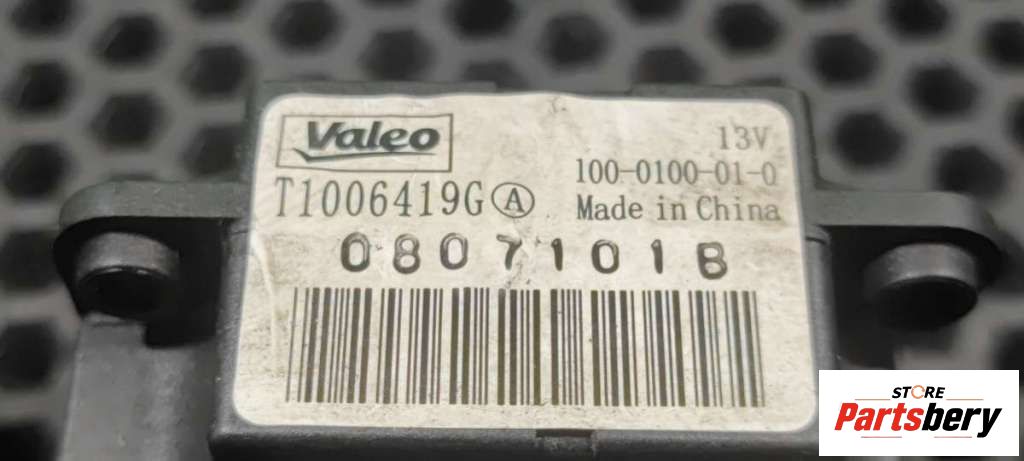 Valeo
13V
100-0100-01-0
T1006419G Ⓐ
Made in China
08071018
STORE
Partsbery